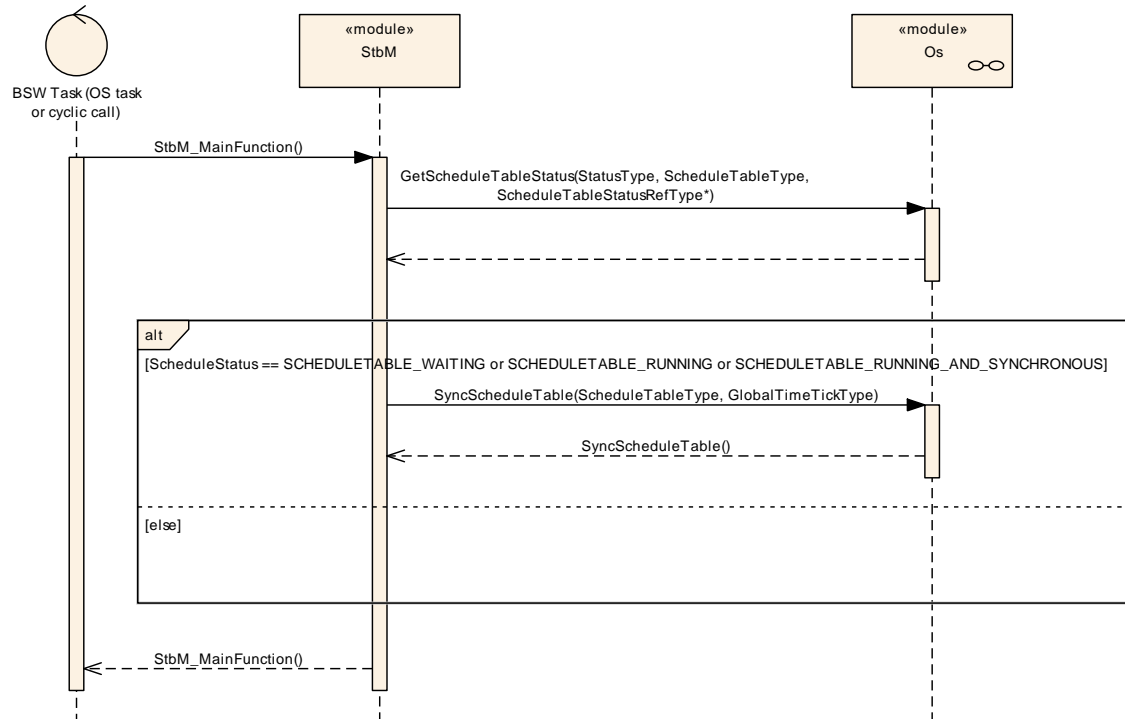 «module»
StbM
«module»
Os
BSW Task (OS task
or cyclic call)
StbM_MainFunction()
GetScheduleTableStatus(StatusType, ScheduleTableType,
ScheduleTableStatusRefType*)
alt
[ScheduleStatus == SCHEDULETABLE_WAITING or SCHEDULETABLE_RUNNING or SCHEDULETABLE_RUNNING_AND_SYNCHRONOUS]
SyncScheduleTable(ScheduleTableType, GlobalTimeTickType)
SyncScheduleTable()
[else]
StbM_MainFunction()